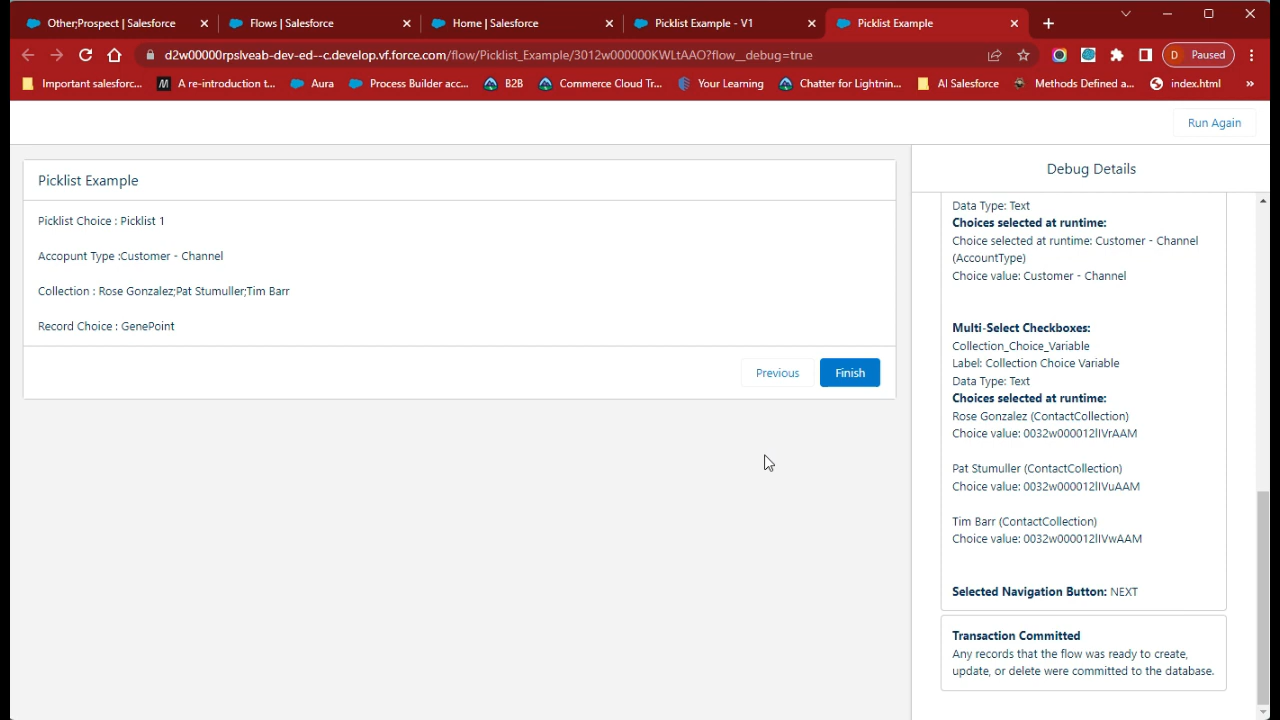 Other;Prospect | Salesforce
Flows | Salesforce
Home | Salesforce
Picklist Example - V1
Picklist Example
d2w00000rpslveab-dev-ed--c.develop.vf.force.com/flow/Picklist_Example/3012w000000KWLtAAO?flow__debug=true
D Paused
Important salesforc...
M A re-introduction t...
Aura
Process Builder acc...
B2B
Commerce Cloud Tr...
Your Learning
Chatter for Lightnin...
AI Salesforce
Methods Defined a...
index.html
»
Run Again
Picklist Example
Picklist Choice : Picklist 1
Accopunt Type :Customer - Channel
Collection : Rose Gonzalez;Pat Stumuller;Tim Barr
Record Choice : GenePoint
Previous
Finish
Debug Details
Data Type: Text
Choices selected at runtime:
Choice selected at runtime: Customer - Channel
(AccountType)
Choice value: Customer - Channel
Multi-Select Checkboxes:
Collection_Choice_Variable
Label: Collection Choice Variable
Data Type: Text
Choices selected at runtime:
Rose Gonzalez (ContactCollection)
Choice value: 0032w000012lIVrAAM
Pat Stumuller (ContactCollection)
Choice value: 0032w000012lIVuAAM
Tim Barr (ContactCollection)
Choice value: 0032w000012lIVwAAM
Selected Navigation Button: NEXT
Transaction Committed
Any records that the flow was ready to create,
update, or delete were committed to the database.